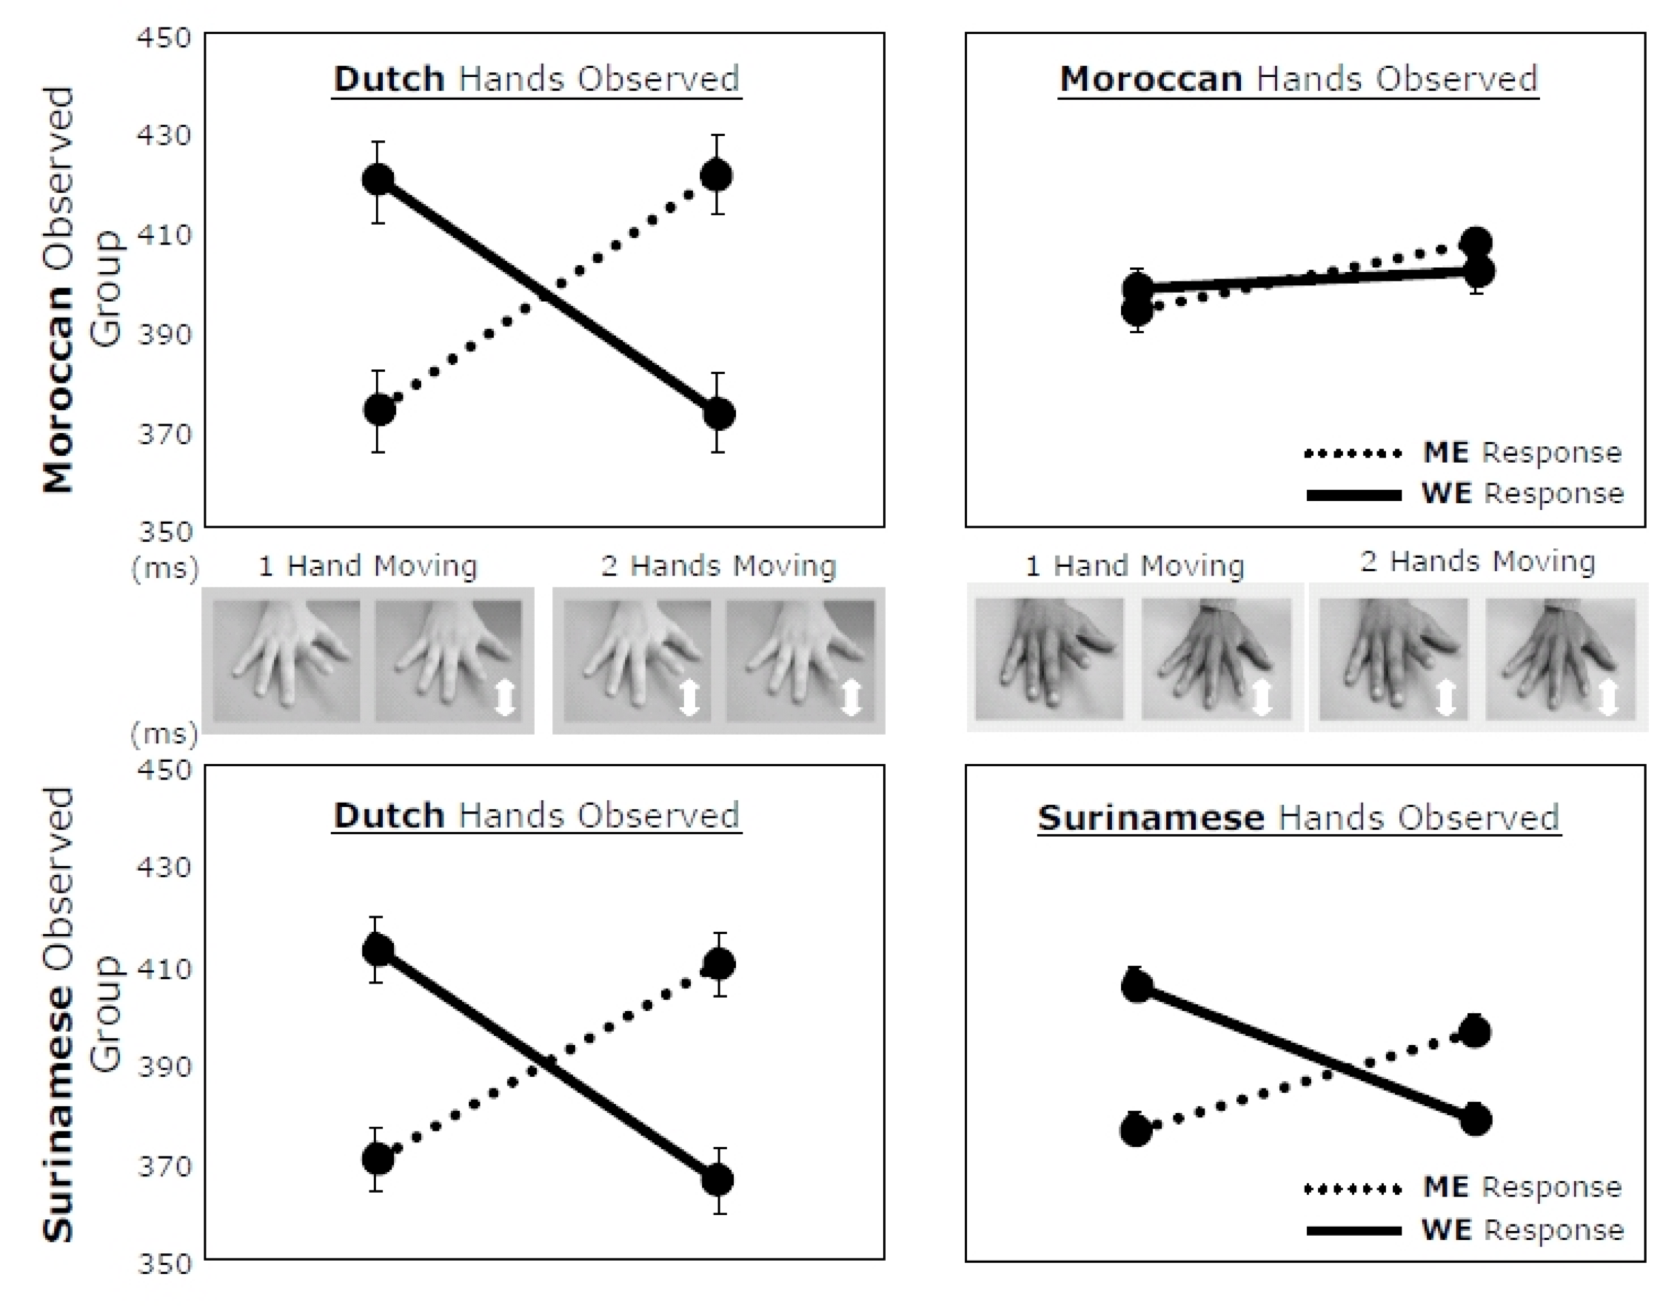 Moroccan Observed
Group
450
430
410
390
370
350
(ms)
Dutch Hands Observed
Moroccan Hands Observed
ME Response
WE Response
1 Hand Moving
2 Hands Moving
1 Hand Moving
2 Hands Moving
(ms)
Surinamese Observed
Group
450
430
410
390
370
350
Dutch Hands Observed
Surinamese Hands Observed
ME Response
WE Response